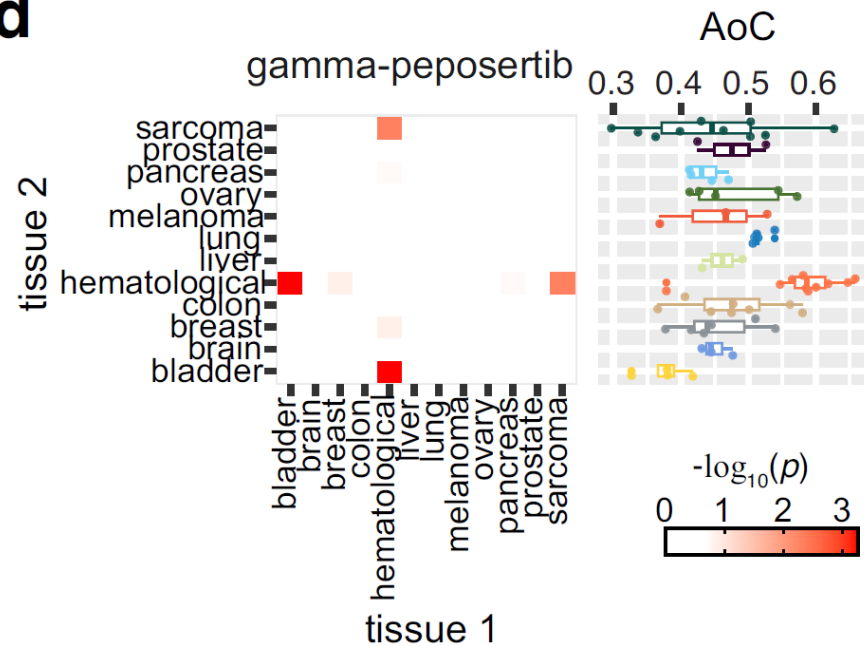 d
AoC
gamma-peposertib
0.3 0.4 0.5 0.6
tissue 2
sarcoma
prostate
pancreas
ovary
melanoma
lung
liver
hematological
colon
breast
brain
bladder
bladder
brain
breast
colon
hematological
liver
lung
melanoma
ovary
pancreas
prostate
sarcoma
tissue 1
-log10(p)
0 1 2 3